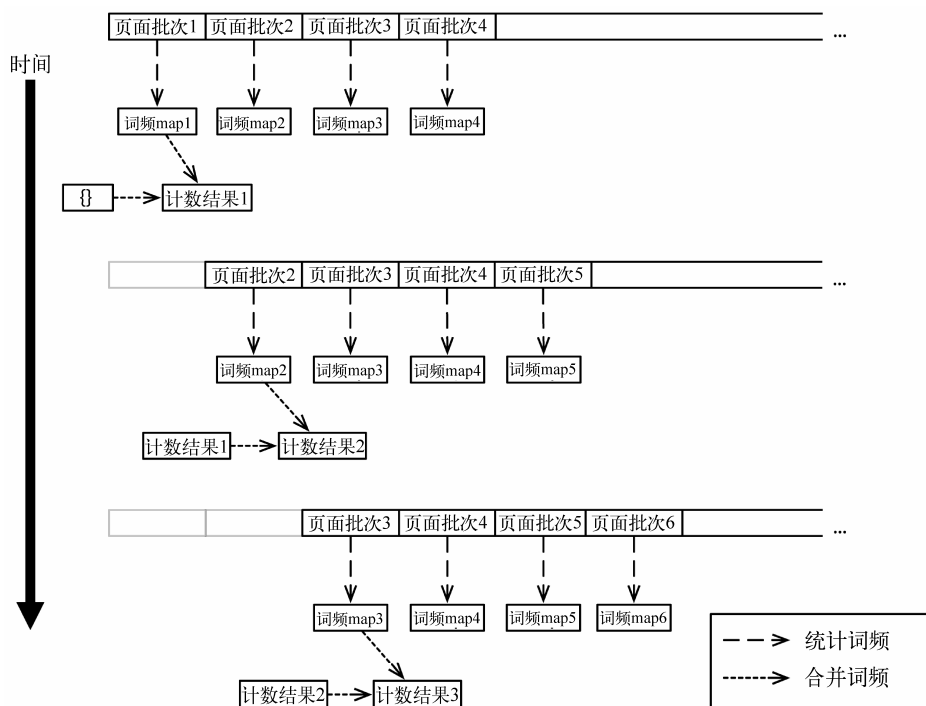 页面批次1 页面批次2 页面批次3 页面批次4 ...
时间
词频map1 词频map2 词频map3 词频map4
{} 计数结果1
页面批次2 页面批次3 页面批次4 页面批次5 ...
词频map2 词频map3 词频map4 词频map5
计数结果1 计数结果2
页面批次3 页面批次4 页面批次5 页面批次6 ...
词频map3 词频map4 词频map5 词频map6
统计词频
合并词频
计数结果2 计数结果3